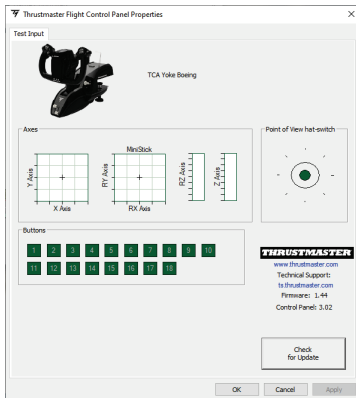 Thrustmaster Flight Control Panel Properties
Test Input
TCA Yoke Boeing
Axes
Y Axis
X Axis
MiniStick
RY Axis
RX Axis
RZ Axis
Z Axis
Point of View hat-switch
Buttons
1 2 3 4 5 6 7 8 9 10
11 12 13 14 15 16 17 18
THRUSTMASTER
www.thrustmaster.com
Technical Support:
ts.thrustmaster.com
Firmware: 1.44
Control Panel: 3.02
Check
for Update
OK Cancel Apply